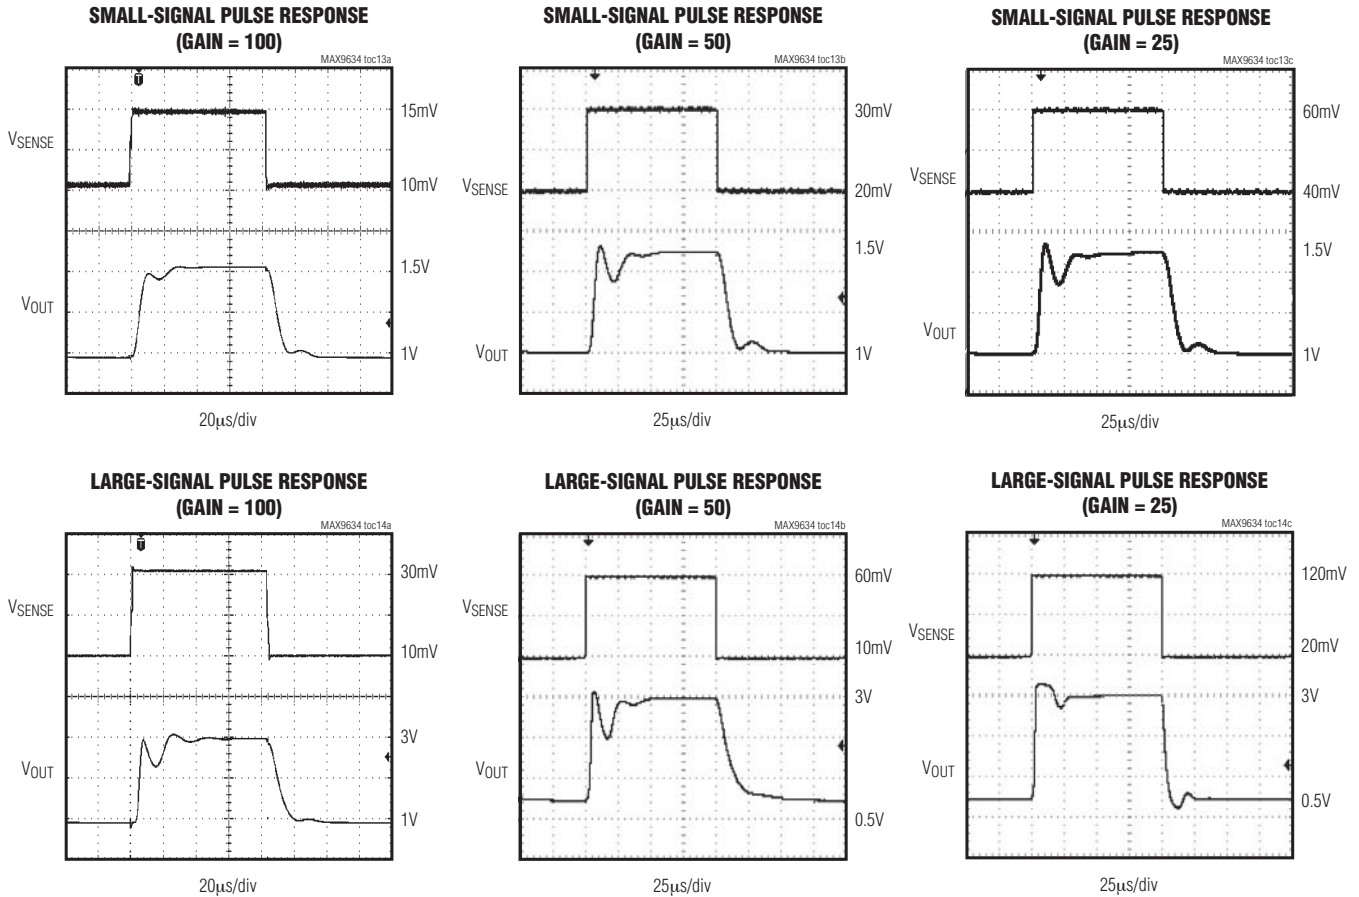 SMALL-SIGNAL PULSE RESPONSE
(GAIN = 100)
MAX9634 toc13a
T
15mV
VSENSE
10mV
1.5V
VOUT
1V
20µs/div
SMALL-SIGNAL PULSE RESPONSE
(GAIN = 50)
MAX9634 toc13b
30mV
VSENSE
20mV
1.5V
VOUT
1V
25µs/div
SMALL-SIGNAL PULSE RESPONSE
(GAIN = 25)
MAX9634 toc13c
60mV
VSENSE
40mV
1.5V
VOUT
1V
25µs/div
LARGE-SIGNAL PULSE RESPONSE
(GAIN = 100)
MAX9634 toc14a
T
30mV
VSENSE
10mV
3V
VOUT
1V
20µs/div
LARGE-SIGNAL PULSE RESPONSE
(GAIN = 50)
MAX9634 toc14b
60mV
VSENSE
10mV
3V
VOUT
0.5V
25µs/div
LARGE-SIGNAL PULSE RESPONSE
(GAIN = 25)
MAX9634 toc14c
120mV
VSENSE
20mV
3V
VOUT
0.5V
25µs/div